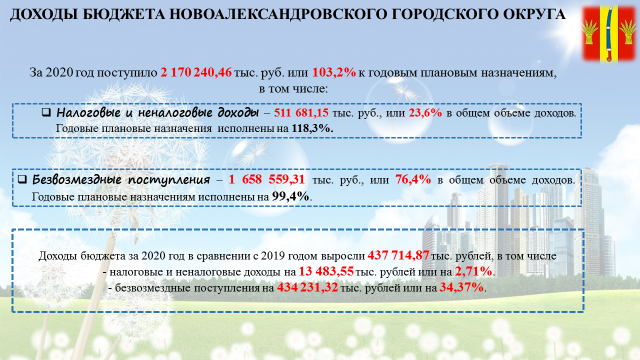 ДОХОДЫ БЮДЖЕТА НОВОАЛЕКСАНДРОВСКОГО ГОРОДСКОГО ОКРУГА
За 2020 год поступило 2 170 240,46 тыс. руб. или 103,2% к годовым плановым назначениям,
в том числе:
❑ Налоговые и неналоговые доходы – 511 681,15 тыс. руб., или 23,6% в общем объеме доходов.
Годовые плановые назначения исполнены на 118,3%.
❑ Безвозмездные поступления – 1 658 559,31 тыс. руб., или 76,4% в общем объеме доходов.
Годовые плановые назначениям исполнены на 99,4%.
Доходы бюджета за 2020 год в сравнении с 2019 годом выросли 437 714,87 тыс. рублей, в том числе
- налоговые и неналоговые доходы на 13 483,55 тыс. рублей или на 2,71%.
- безвозмездные поступления на 434 231,32 тыс. рублей или на 34,37%.